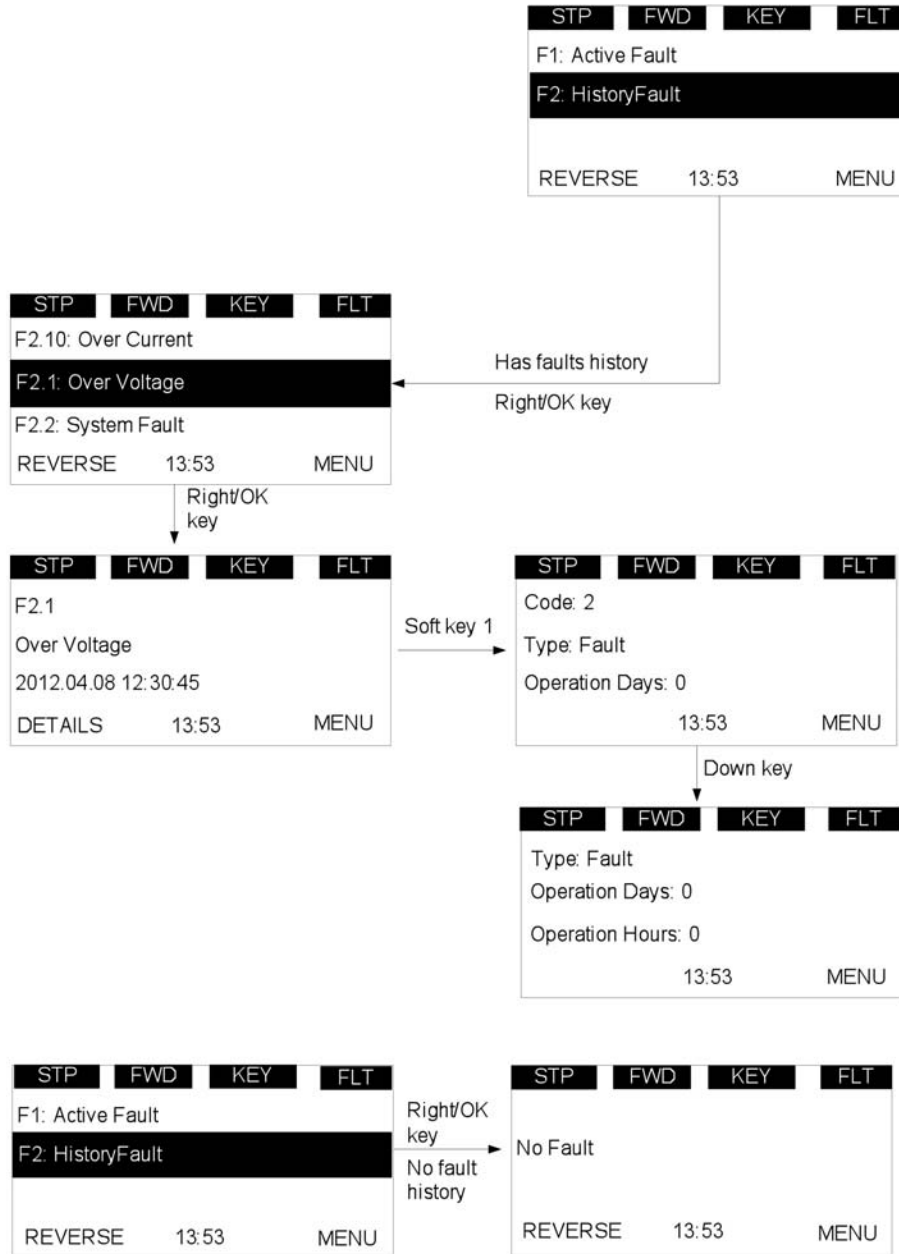 STP FWD KEY FLT
F1: Active Fault
F2: HistoryFault
REVERSE 13:53 MENU
STP FWD KEY FLT
F2.10: Over Current
F2.1: Over Voltage
F2.2: System Fault
REVERSE 13:53 MENU
Has faults history
Right/OK key
Right/OK
key
STP FWD KEY FLT
F2.1
Over Voltage
2012.04.08 12:30:45
DETAILS 13:53 MENU
Soft key 1
STP FWD KEY FLT
Code: 2
Type: Fault
Operation Days: 0
13:53 MENU
Down key
STP FWD KEY FLT
Type: Fault
Operation Days: 0
Operation Hours: 0
13:53 MENU
STP FWD KEY FLT
F1: Active Fault
F2: HistoryFault
REVERSE 13:53 MENU
Right/OK
key
No fault
history
STP FWD KEY FLT
No Fault
REVERSE 13:53 MENU